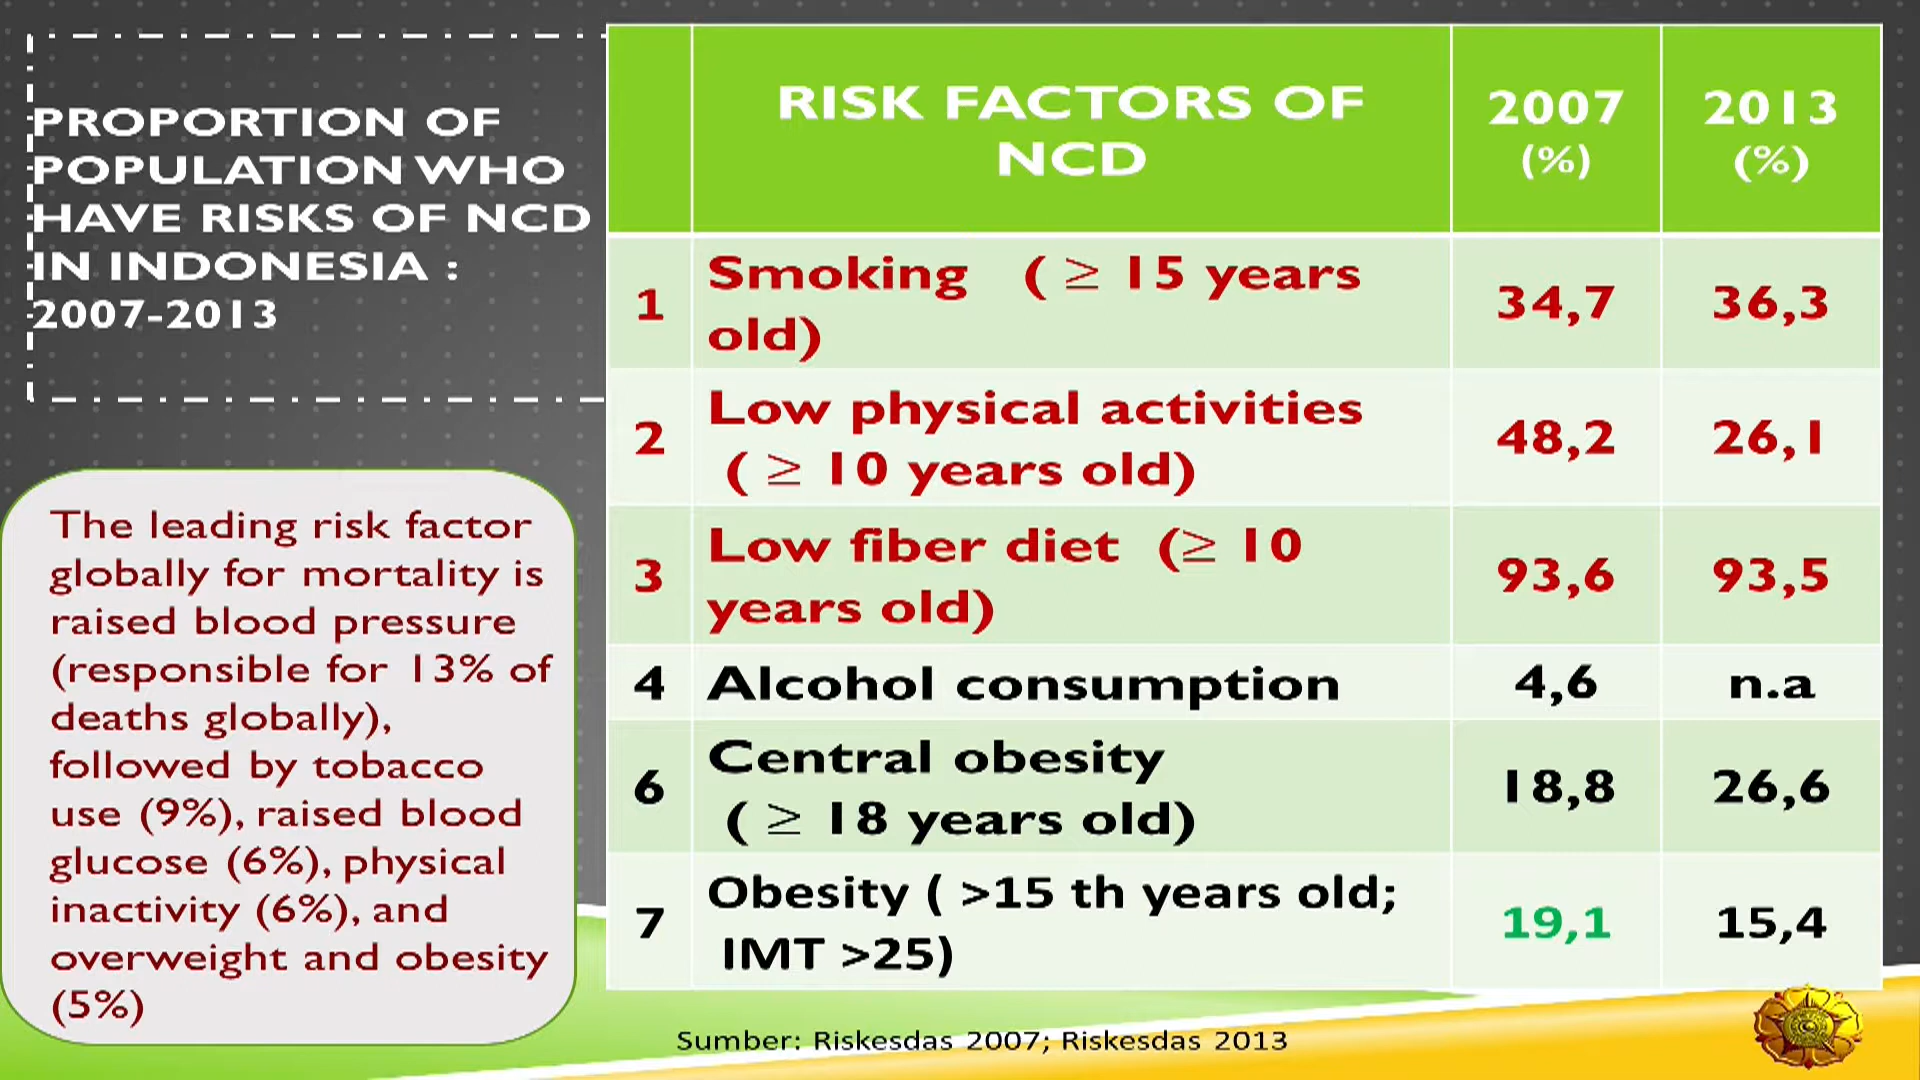 PROPORTION OF
POPULATION WHO
HAVE RISKS OF NCD
IN INDONESIA :
2007-2013
The leading risk factor
globally for mortality is
raised blood pressure
(responsible for 13% of
deaths globally),
followed by tobacco
use (9%), raised blood
glucose (6%), physical
inactivity (6%), and
overweight and obesity
(5%)
RISK FACTORS OF
NCD
2007
(%)
2013
(%)
1
Smoking ( ≥ 15 years
old)
34,7
36,3
2
Low physical activities
( ≥ 10 years old)
48,2
26,1
3
Low fiber diet (≥ 10
years old)
93,6
93,5
4
Alcohol consumption
4,6
n.a
6
Central obesity
( ≥ 18 years old)
18,8
26,6
7
Obesity ( >15 th years old;
IMT >25)
19,1
15,4
Sumber: Riskesdas 2007; Riskesdas 2013